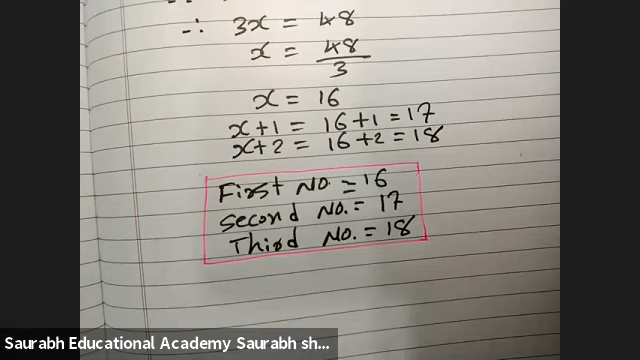 ∴ 3x = 48
x = 48/3
x = 16
x+1 = 16+1 = 17
x+2 = 16+2 = 18
First No. = 16
Second No. = 17
Third No. = 18
Saurabh Educational Academy Saurabh sh...